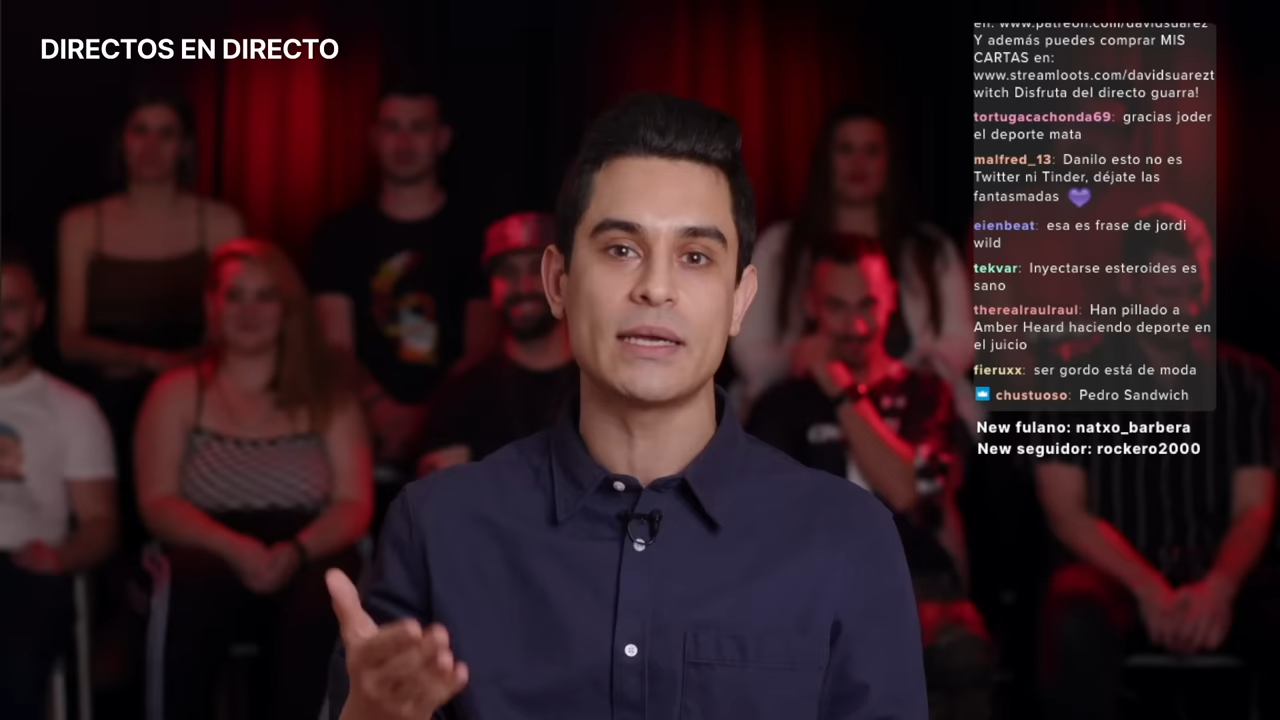 DIRECTOS EN DIRECTO
en: www.patreon.com/davidsuarez
Y además puedes comprar MIS
CARTAS en:
www.streamloots.com/davidsuarezt
witch Disfruta del directo guarra!
tortugacachonda69: gracias joder
el deporte mata
malfred_13: Danilo esto no es
Twitter ni Tinder, déjate las
fantasmadas
eienbeat: esa es frase de jordi
wild
tekvar: Inyectarse esteroides es
sano
therealraulraul: Han pillado a
Amber Heard haciendo deporte en
el juicio
fieruxx: ser gordo está de moda
chustuoso: Pedro Sandwich
New fulano: natxo_barbera
New seguidor: rockero2000